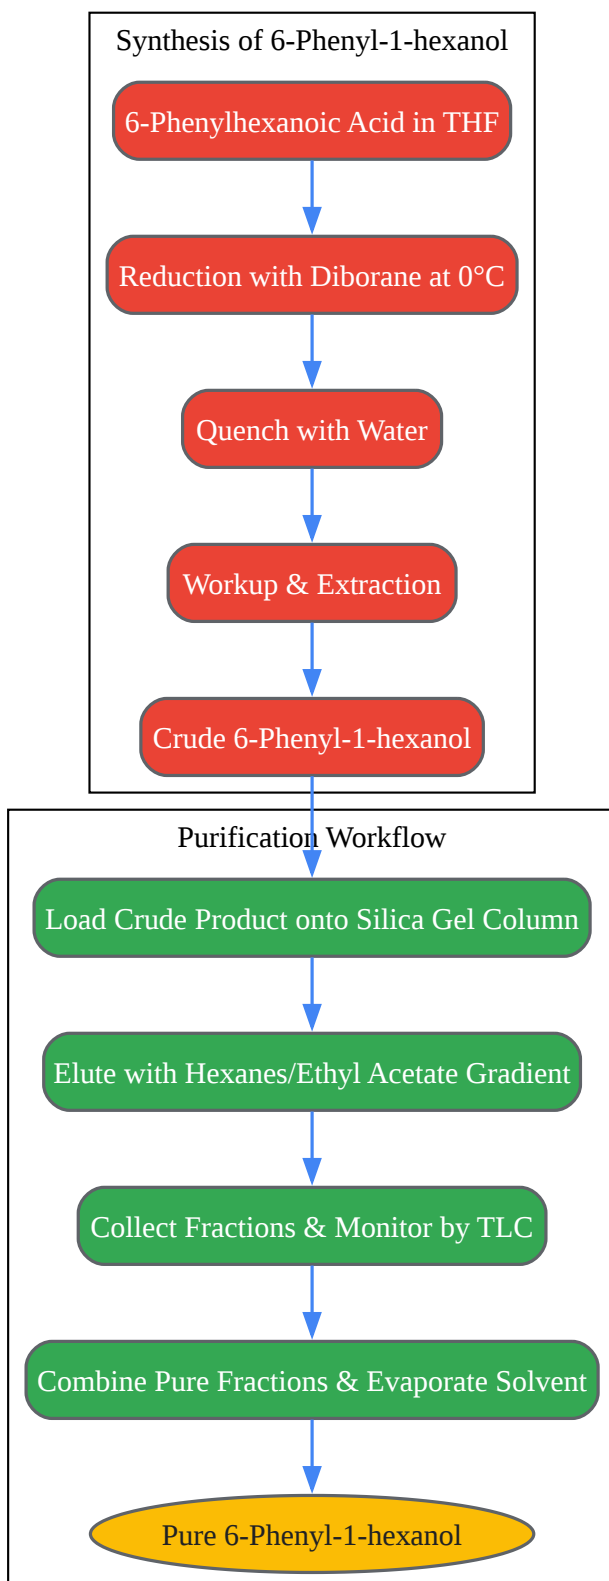 Synthesis of 6-Phenyl-1-hexanol
6-Phenylhexanoic Acid in THF
Reduction with Diborane at 0°C
Quench with Water
Workup & Extraction
Crude 6-Phenyl-1-hexanol
Purification Workflow
Load Crude Product onto Silica Gel Column
Elute with Hexanes/Ethyl Acetate Gradient
Collect Fractions & Monitor by TLC
Combine Pure Fractions & Evaporate Solvent
Pure 6-Phenyl-1-hexanol